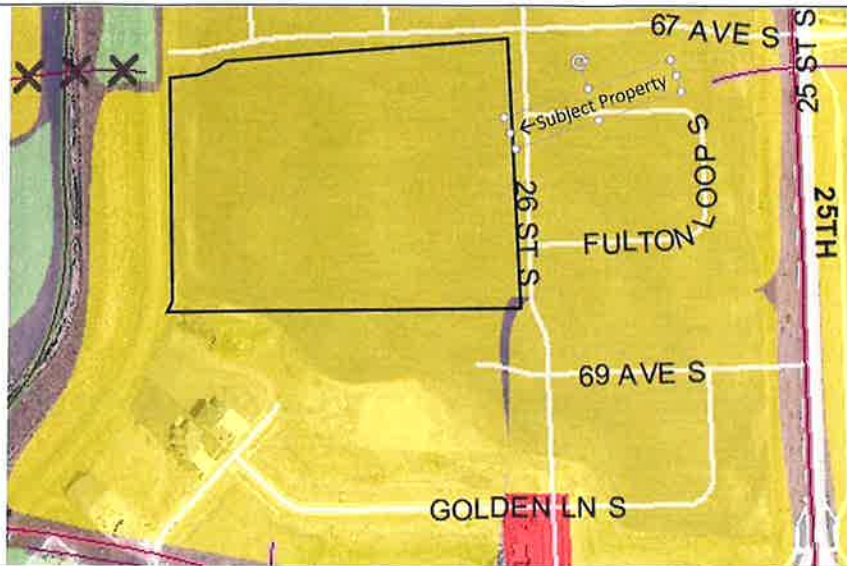 67 AVE S
25 ST S
←Subject Property
LOOP S
25TH
26 ST S
FULTON
69 AVE S
GOLDEN LN S